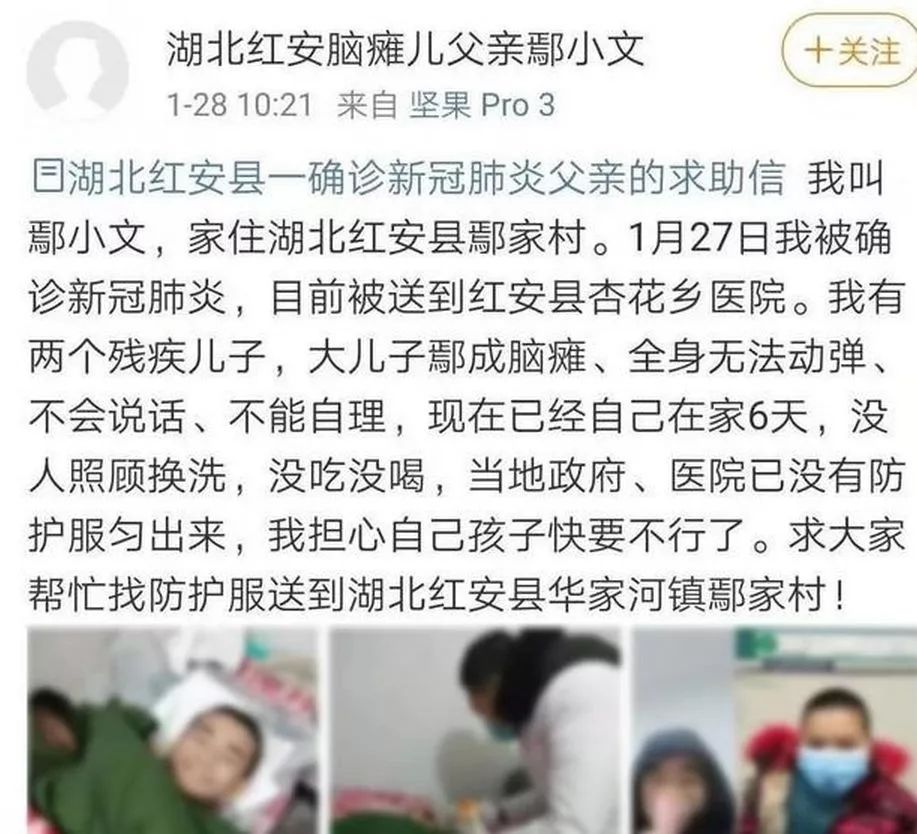 湖北红安脑瘫儿父亲鄢小文
+关注
1-28 10:21 来自 坚果 Pro 3
湖北红安县一确诊新冠肺炎父亲的求助信 我叫
鄢小文，家住湖北红安县鄢家村。1月27日我被确
诊新冠肺炎，目前被送到红安县杏花乡医院。我有
两个残疾儿子，大儿子鄢成脑瘫、全身无法动弹、
不会说话、不能自理，现在已经自己在家6天，没
人照顾换洗，没吃没喝，当地政府、医院已没有防
护服匀出来，我担心自己孩子快要不行了。求大家
帮忙找防护服送到湖北红安县华家河镇鄢家村！